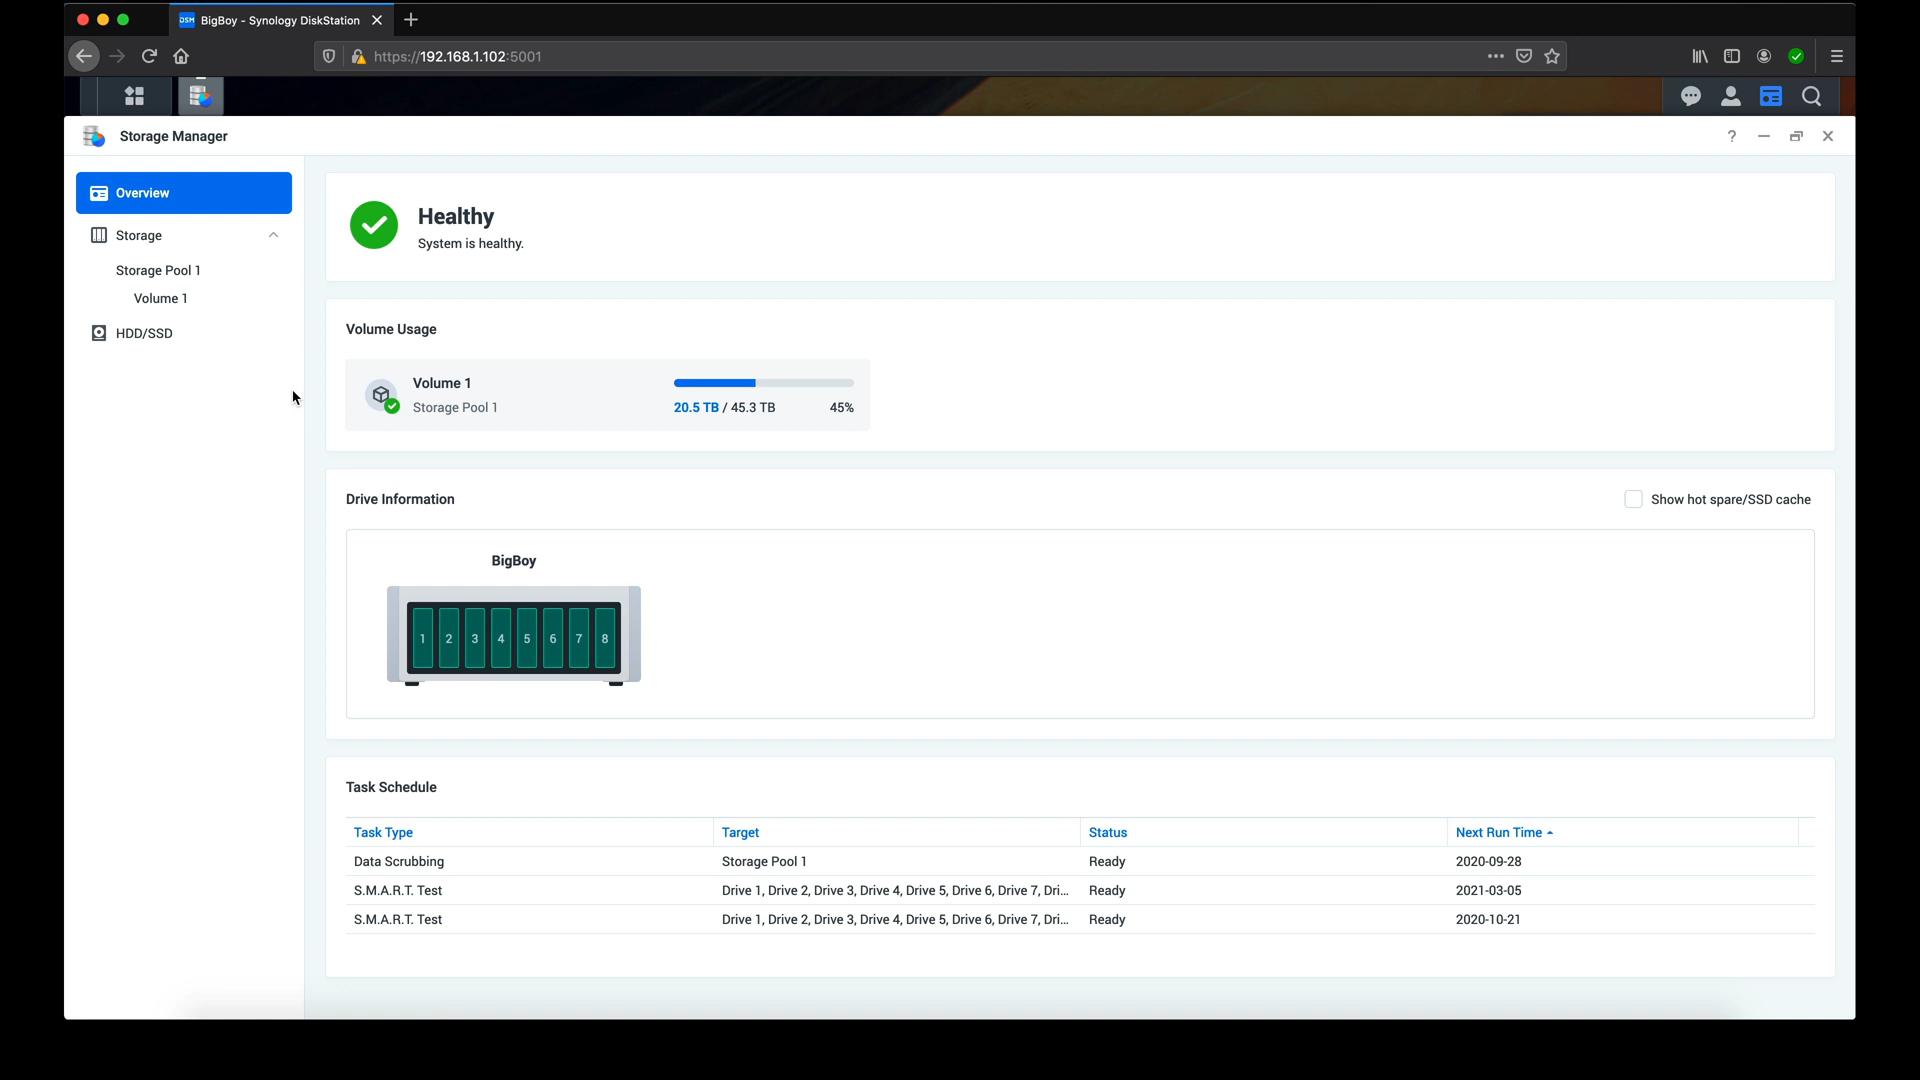 DSM BigBoy - Synology DiskStation
https://192.168.1.102:5001
Storage Manager
?
Overview
Storage
Storage Pool 1
Volume 1
HDD/SSD
Healthy
System is healthy.
Volume Usage
Volume 1
Storage Pool 1
20.5 TB / 45.3 TB 45%
Drive Information
Show hot spare/SSD cache
BigBoy
1 2 3 4 5 6 7 8
Task Schedule
Task Type Target Status Next Run Time
Data Scrubbing Storage Pool 1 Ready 2020-09-28
S.M.A.R.T. Test Drive 1, Drive 2, Drive 3, Drive 4, Drive 5, Drive 6, Drive 7, Dri... Ready 2021-03-05
S.M.A.R.T. Test Drive 1, Drive 2, Drive 3, Drive 4, Drive 5, Drive 6, Drive 7, Dri... Ready 2020-10-21